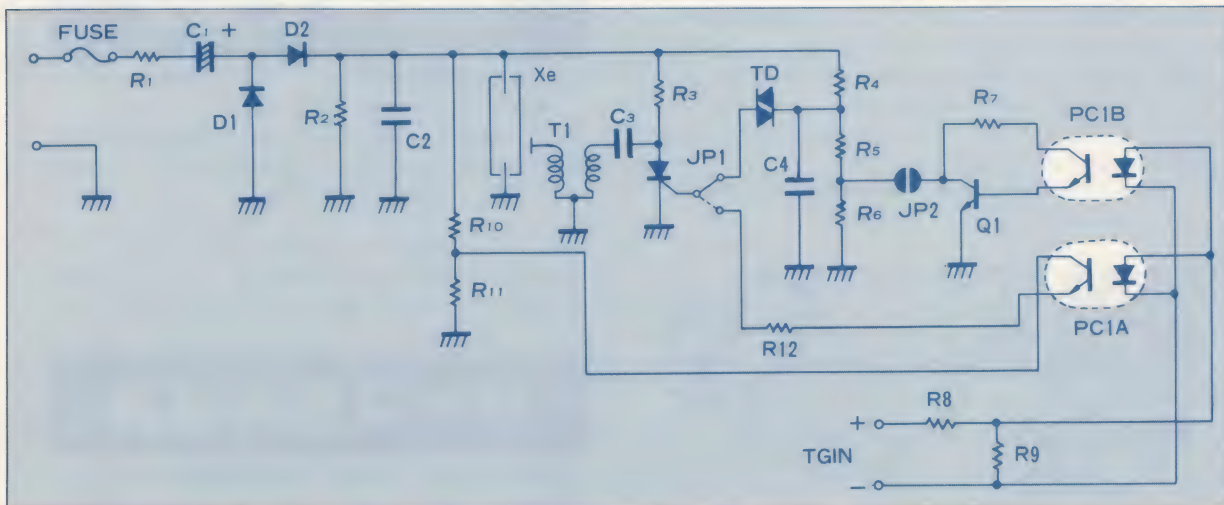 FUSE
R1
C1 +
D1
D2
R2
C2
Xe
T1
C3
R3
JP1
TD
C4
R4
R5
R6
R7
JP2
Q1
PC1B
PC1A
R10
R11
R12
R8
R9
+
TGIN
−